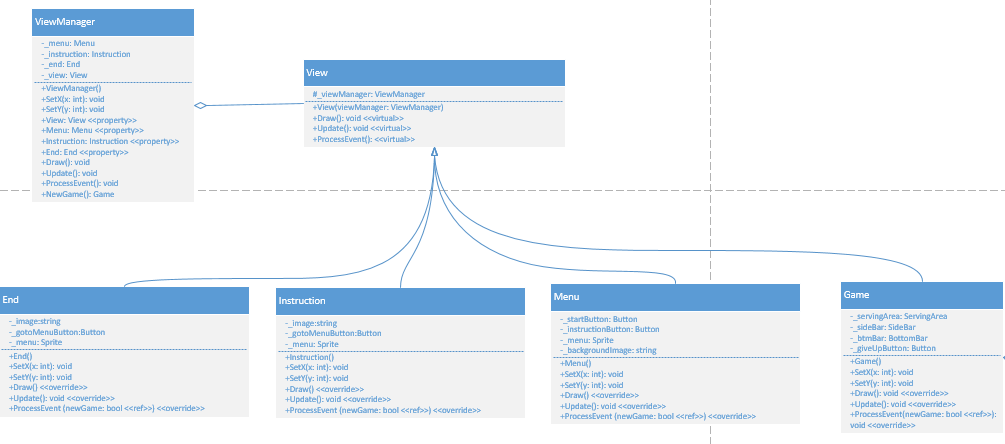 ViewManager
-_menu: Menu
-_instruction: Instruction
-_end: End
-_view: View
+ViewManager()
+SetX(x: int): void
+SetY(y: int): void
+View: View <<property>>
+Menu: Menu <<property>>
+Instruction: Instruction <<property>>
+End: End <<property>>
+Draw(): void
+Update(): void
+ProcessEvent(): void
+NewGame(): Game
View
#_viewManager: ViewManager
+View(viewManager: ViewManager)
+Draw(): void <<virtual>>
+Update(): void <<virtual>>
+ProcessEvent(): <<virtual>>
End
-_image:string
-_gotoMenuButton:Button
-_menu: Sprite
+End()
+SetX(x: int): void
+SetY(y: int): void
+Draw() <<override>>
+Update(): void <<override>>
+ProcessEvent (newGame: bool <<ref>>) <<override>>
Instruction
-_image:string
-_gotoMenuButton:Button
-_menu: Sprite
+Instruction()
+SetX(x: int): void
+SetY(y: int): void
+Draw() <<override>>
+Update(): void <<override>>
+ProcessEvent (newGame: bool <<ref>>) <<override>>
Menu
-_startButton: Button
-_instructionButton: Button
-_menu: Sprite
-_backgroundImage: string
+Menu()
+SetX(x: int): void
+SetY(y: int): void
+Draw() <<override>>
+Update(): void <<override>>
+ProcessEvent (newGame: bool <<ref>>) <<override>>
Game
-_servingArea: ServingArea
-_sideBar: SideBar
-_btmBar: BottomBar
-_giveUpButton: Button
+Game()
+SetX(x: int): void
+SetY(y: int): void
+Draw(): void <<override>>
+Update(): void <<override>>
+ProcessEvent(newGame: bool <<ref>>):
void <<override>>